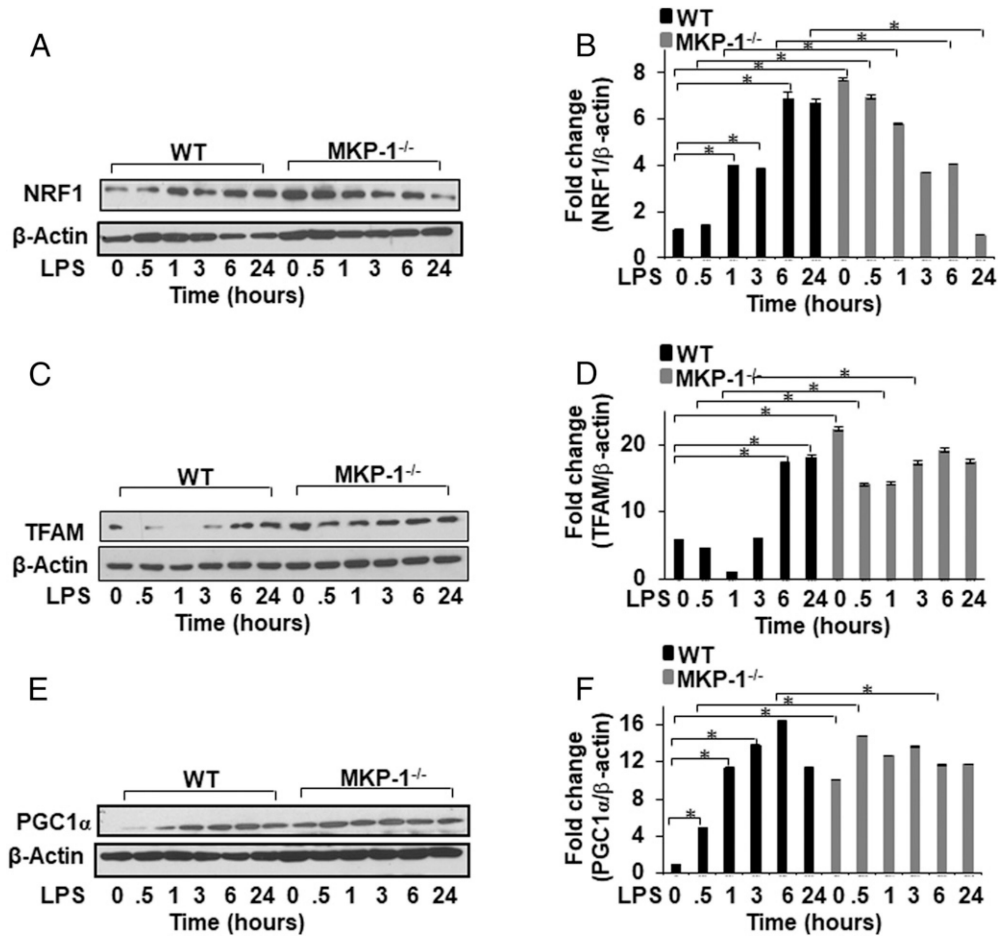 A
WT
MKP-1-/-
NRF1
β-Actin
LPS 0 .5 1 3 6 24 0 .5 1 3 6 24
Time (hours)
B
WT
MKP-1-/-
* * * * * * * *
Fold change
(NRF1/β-actin)
8
6
4
2
0
LPS 0 .5 1 3 6 24 0 .5 1 3 6 24
Time (hours)
C
WT
MKP-1-/-
TFAM
β-Actin
LPS 0 .5 1 3 6 24 0 .5 1 3 6 24
Time (hours)
D
WT
MKP-1-/-
* * * * * *
Fold change
(TFAM/β-actin)
20
10
0
LPS 0 .5 1 3 6 24 0 .5 1 3 6 24
Time (hours)
E
WT
MKP-1-/-
PGC1α
β-Actin
LPS 0 .5 1 3 6 24 0 .5 1 3 6 24
Time (hours)
F
WT
MKP-1-/-
* * * * * *
Fold change
(PGC1α/β-actin)
16
12
8
4
0
LPS 0 .5 1 3 6 24 0 .5 1 3 6 24
Time (hours)